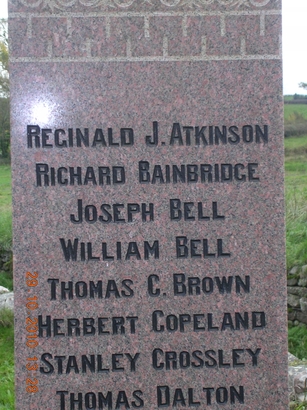 REGINALD J. ATKINSON
RICHARD BAINBRIDGE
JOSEPH BELL
WILLIAM BELL
THOMAS C. BROWN
HERBERT COPELAND
STANLEY CROSSLEY
THOMAS DALTON